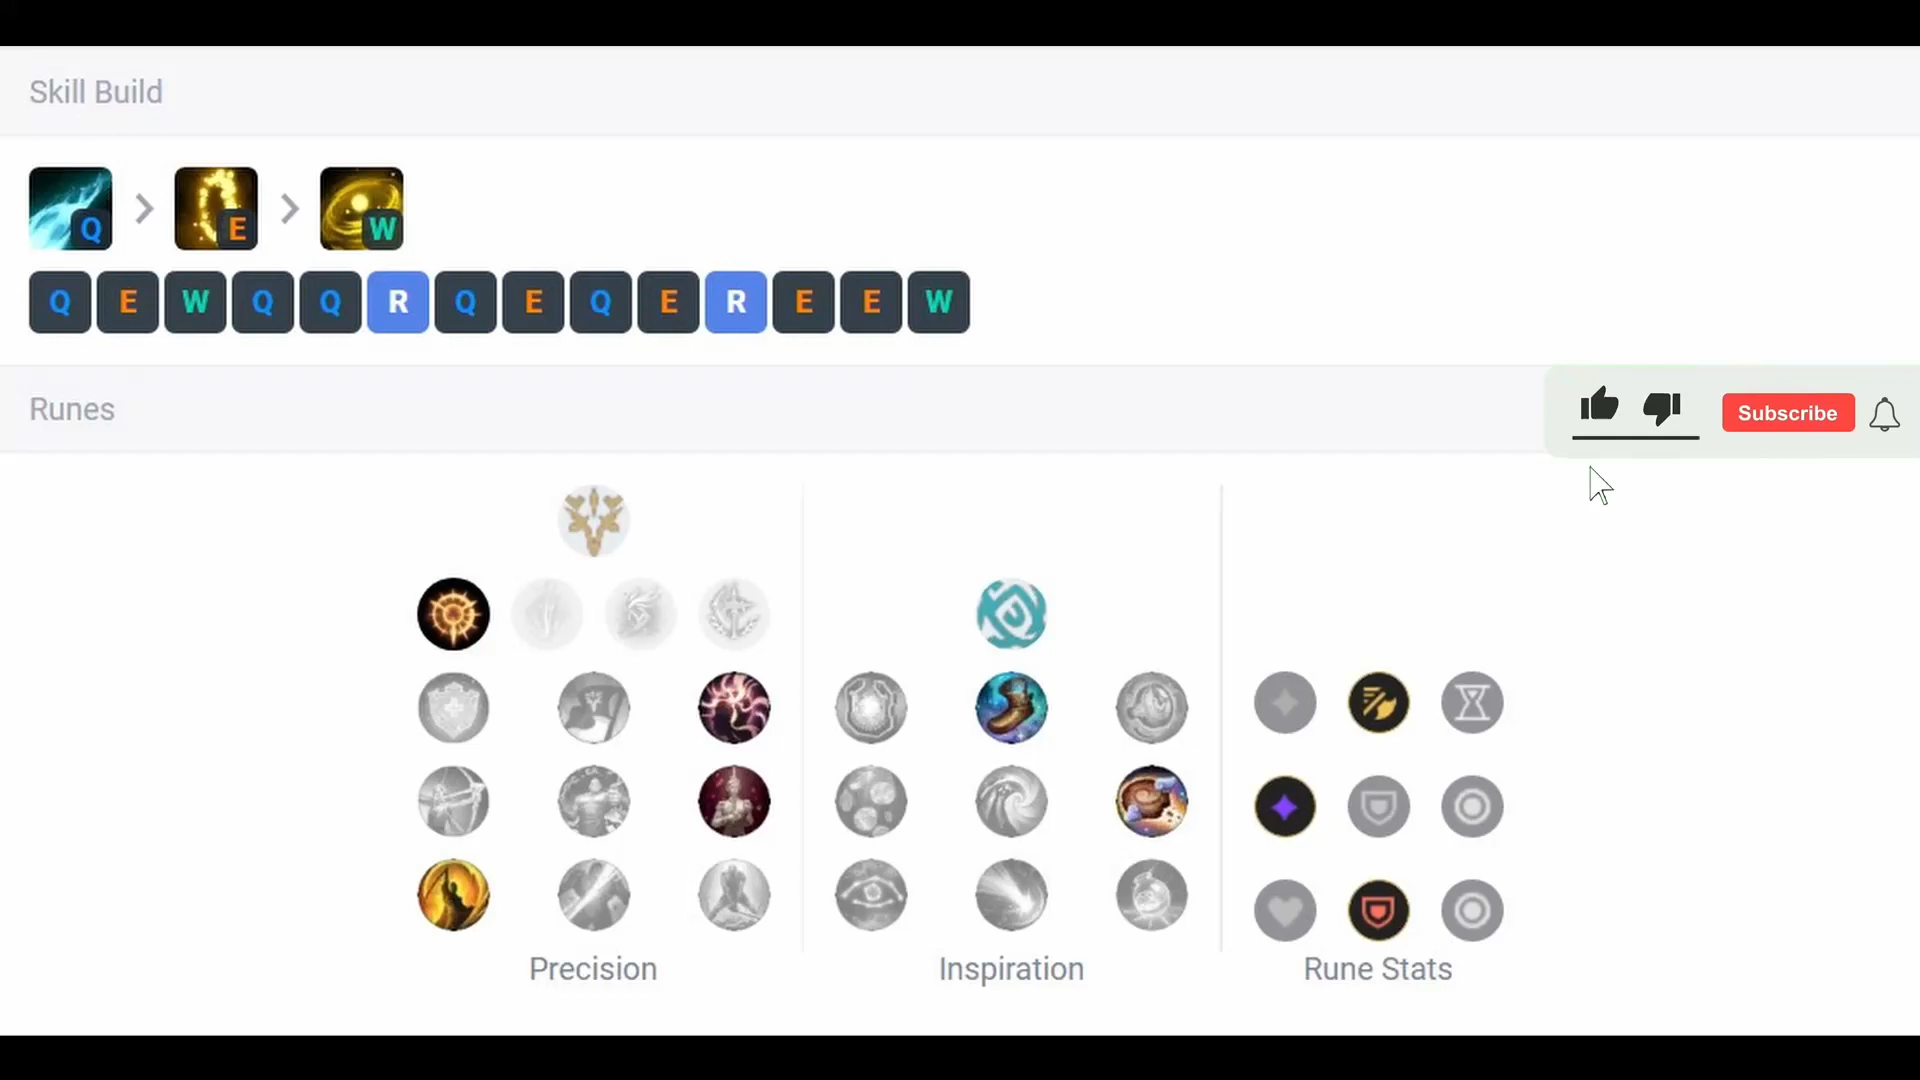 Skill Build
Q E W
Q E W Q Q R Q E Q E R E E W
Runes
Subscribe
Precision Inspiration Rune Stats